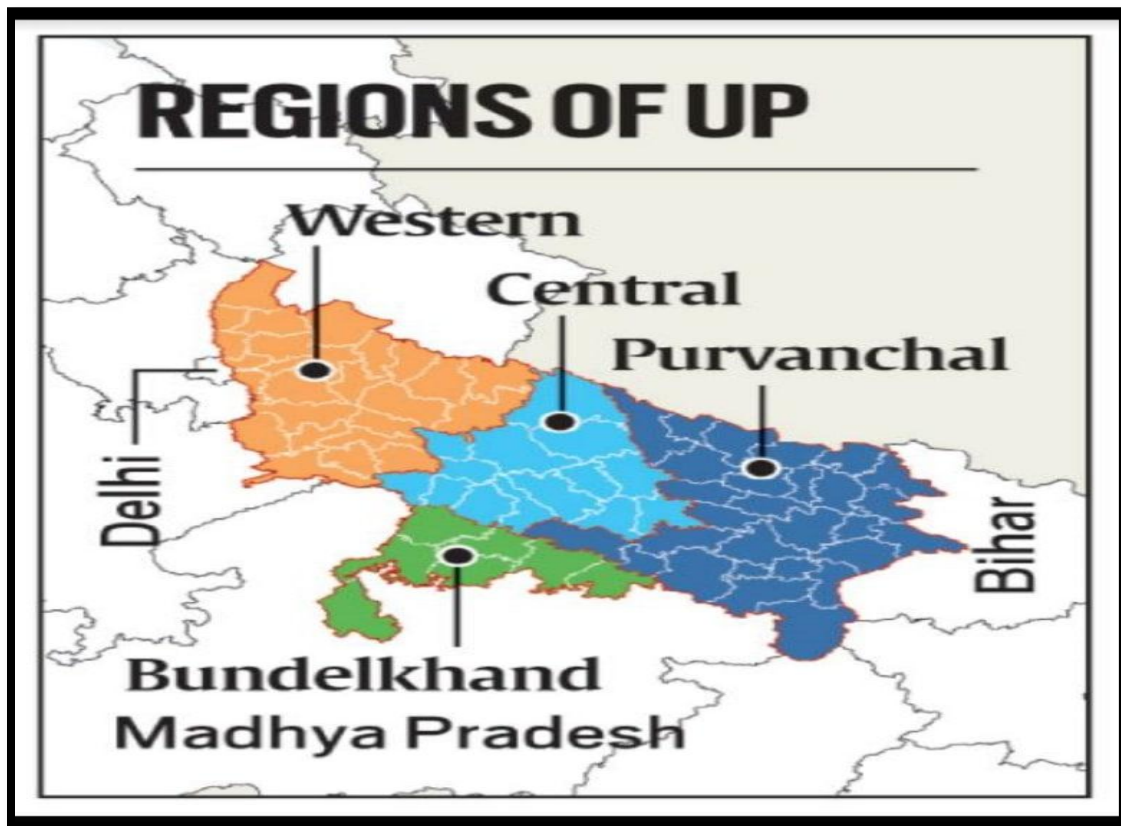 REGIONS OF UP
Western
Central
Purvanchal
Delhi
Bihar
Bundelkhand
Madhya Pradesh